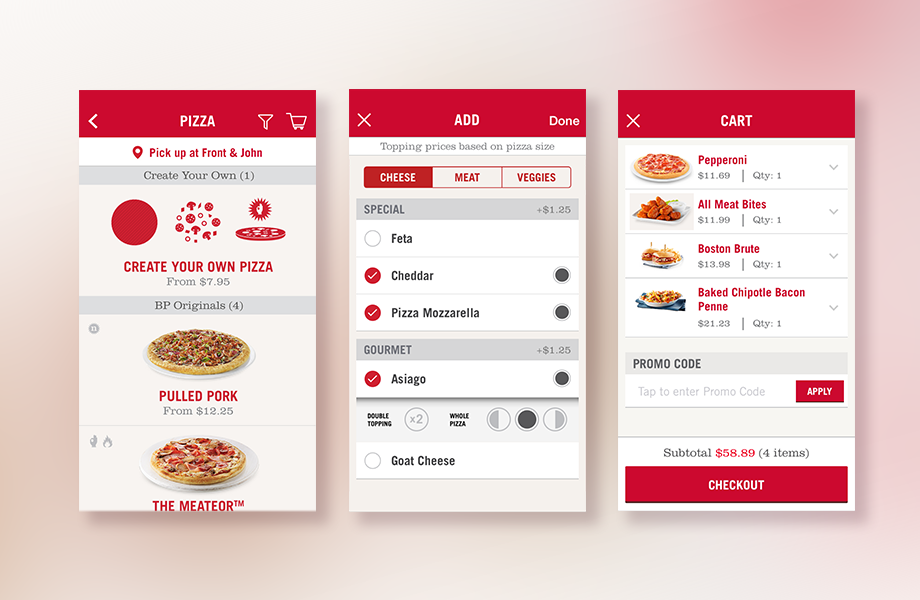 PIZZA
Pick up at Front & John
Create Your Own (1)
CREATE YOUR OWN PIZZA
From $7.95
BP Originals (4)
n
PULLED PORK
From $12.25
THE MEATEOR™
ADD
Done
Topping prices based on pizza size
CHEESE MEAT VEGGIES
SPECIAL +$1.25
Feta
Cheddar
Pizza Mozzarella
GOURMET +$1.25
Asiago
DOUBLE
TOPPING
x2
WHOLE
PIZZA
Goat Cheese
CART
Pepperoni
$11.69 | Qty: 1
All Meat Bites
$11.99 | Qty: 1
Boston Brute
$13.98 | Qty: 1
Baked Chipotle Bacon
Penne
$21.23 | Qty: 1
PROMO CODE
Tap to enter Promo Code APPLY
Subtotal $58.89 (4 items)
CHECKOUT